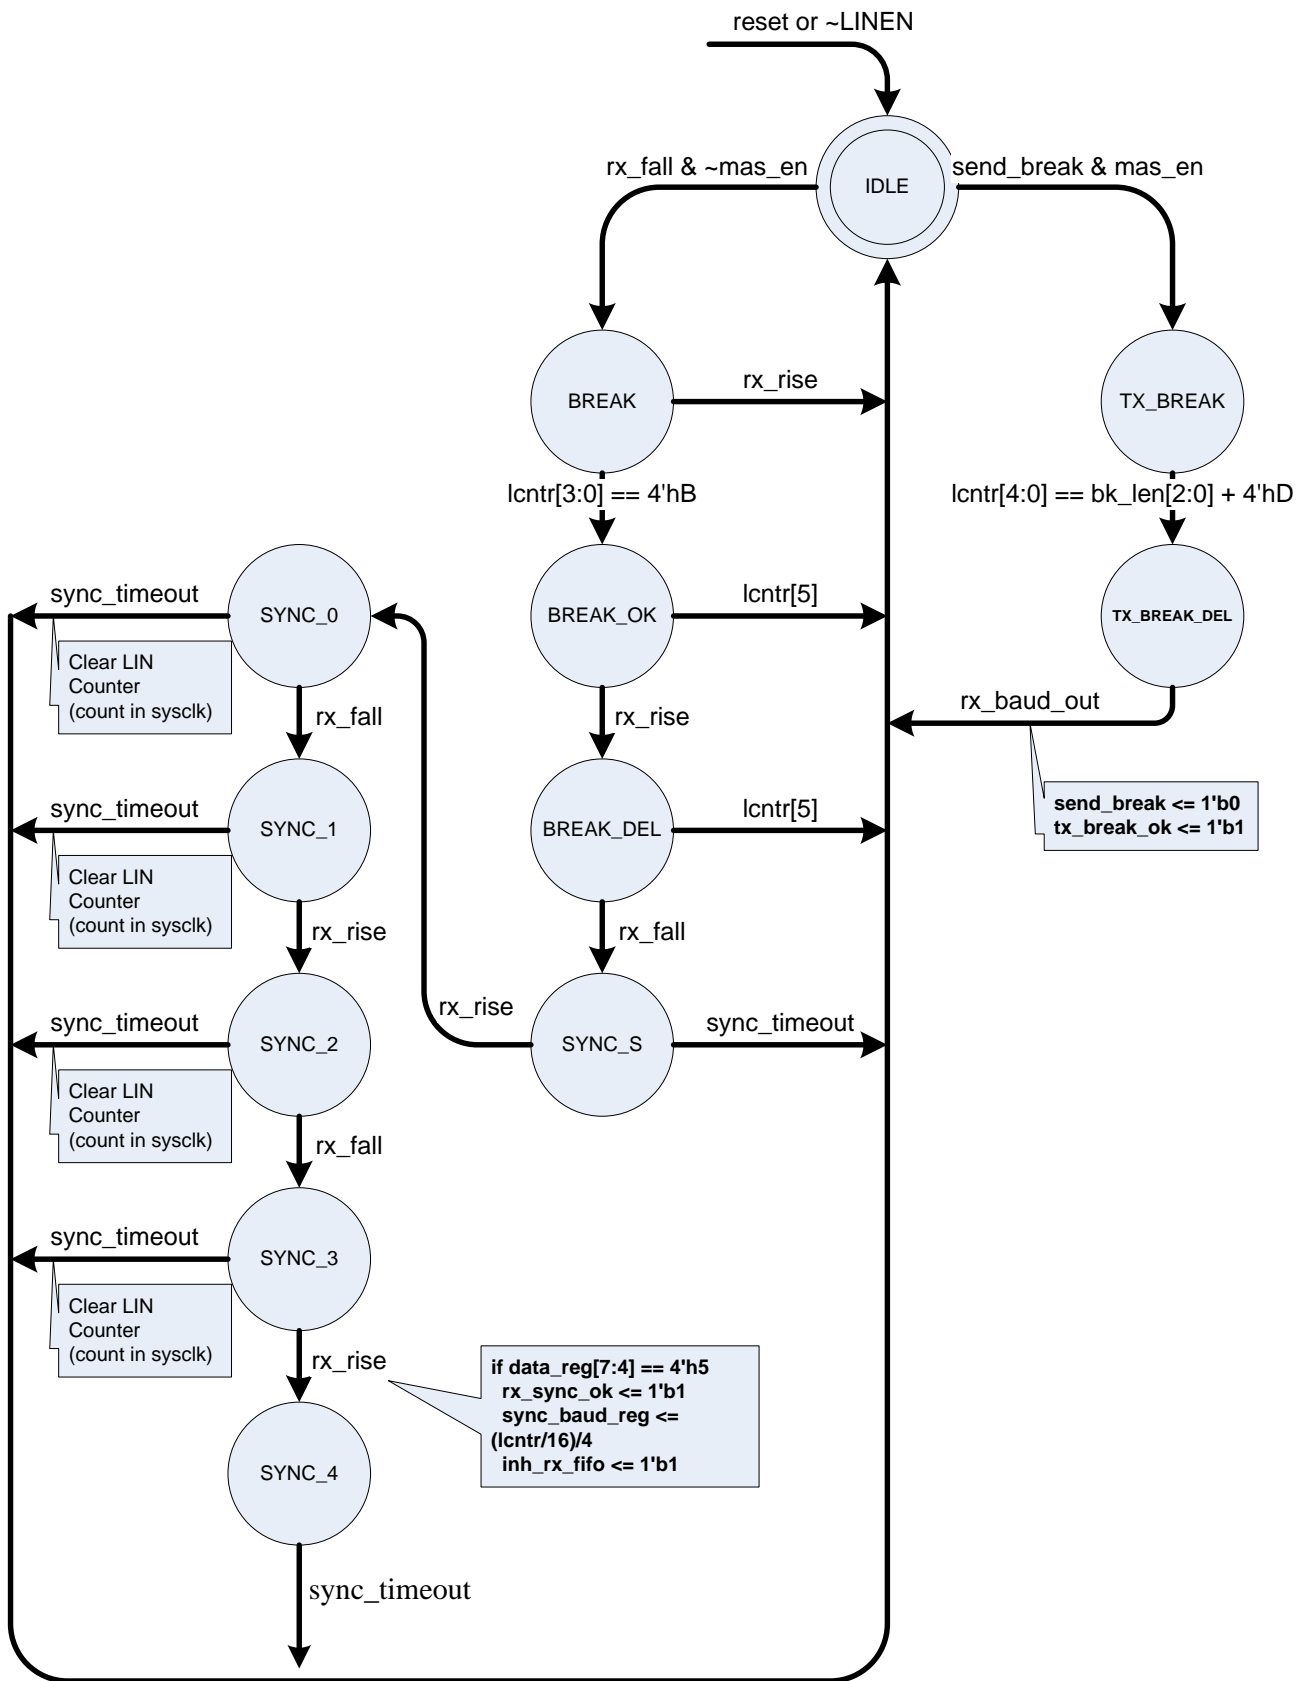 reset or ~LINEN
rx_fall & ~mas_en
IDLE
send_break & mas_en
BREAK
rx_rise
TX_BREAK
lcntr[3:0] == 4'hB
lcntr[4:0] == bk_len[2:0] + 4'hD
sync_timeout
SYNC_0
BREAK_OK
lcntr[5]
TX_BREAK_DEL
Clear LIN
Counter
(count in sysclk)
rx_fall
rx_rise
rx_baud_out
sync_timeout
SYNC_1
BREAK_DEL
lcntr[5]
send_break <= 1'b0
tx_break_ok <= 1'b1
Clear LIN
Counter
(count in sysclk)
rx_rise
rx_fall
rx_rise
sync_timeout
SYNC_2
SYNC_S
sync_timeout
Clear LIN
Counter
(count in sysclk)
rx_fall
sync_timeout
SYNC_3
Clear LIN
Counter
(count in sysclk)
rx_rise
if data_reg[7:4] == 4'h5
rx_sync_ok <= 1'b1
sync_baud_reg <=
(lcntr/16)/4
inh_rx_fifo <= 1'b1
SYNC_4
sync_timeout